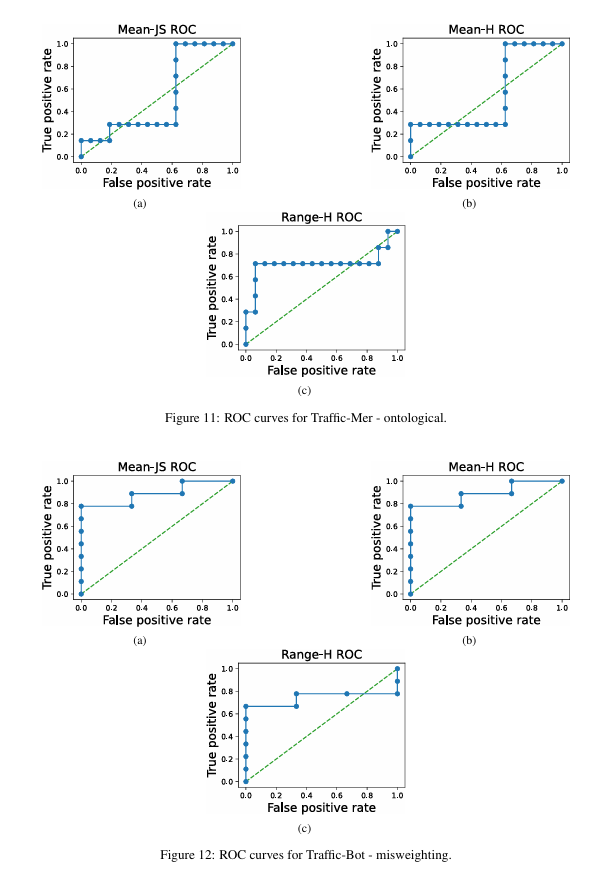 Mean-JS ROC
True positive rate
1.0
0.8
0.6
0.4
0.2
0.0
0.0 0.2 0.4 0.6 0.8 1.0
False positive rate
(a)
Mean-H ROC
True positive rate
1.0
0.8
0.6
0.4
0.2
0.0
0.0 0.2 0.4 0.6 0.8 1.0
False positive rate
(b)
Range-H ROC
True positive rate
1.0
0.8
0.6
0.4
0.2
0.0
0.0 0.2 0.4 0.6 0.8 1.0
False positive rate
(c)
Figure 11: ROC curves for Traffic-Mer - ontological.
Mean-JS ROC
True positive rate
1.0
0.8
0.6
0.4
0.2
0.0
0.0 0.2 0.4 0.6 0.8 1.0
False positive rate
(a)
Mean-H ROC
True positive rate
1.0
0.8
0.6
0.4
0.2
0.0
0.0 0.2 0.4 0.6 0.8 1.0
False positive rate
(b)
Range-H ROC
True positive rate
1.0
0.8
0.6
0.4
0.2
0.0
0.0 0.2 0.4 0.6 0.8 1.0
False positive rate
(c)
Figure 12: ROC curves for Traffic-Bot - misweighting.